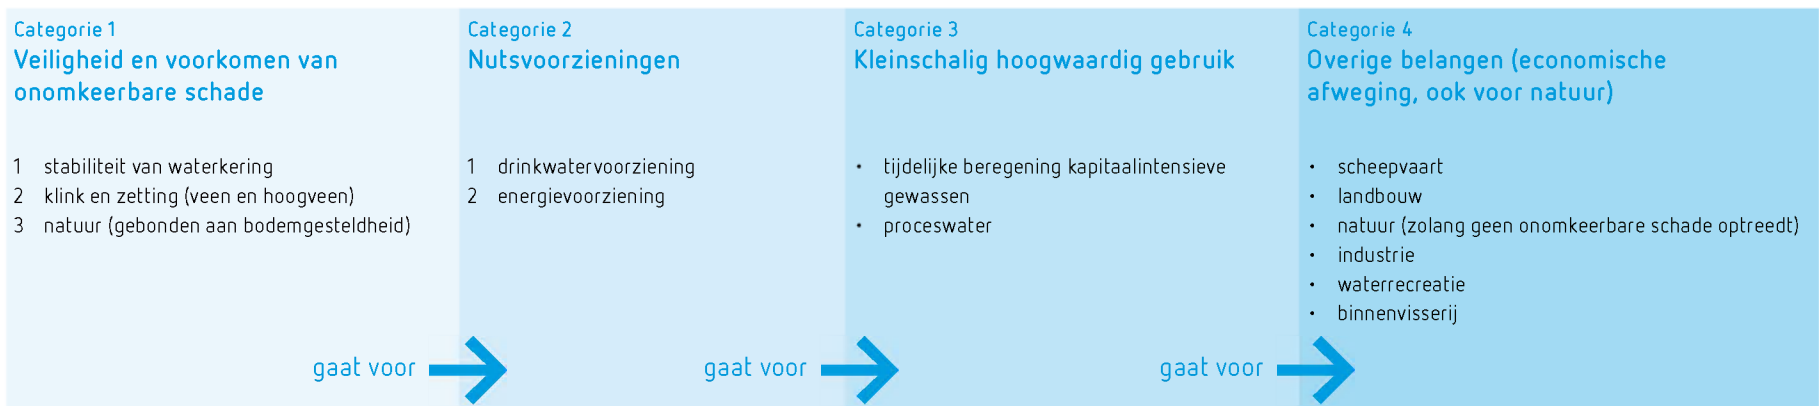 Categorie 1
Veiligheid en voorkomen van
onomkeerbare schade
1 stabiliteit van waterkering
2 klink en zetting (veen en hoogveen)
3 natuur (gebonden aan bodemgesteldheid)
gaat voor
Categorie 2
Nutsvoorzieningen
1 drinkwatervoorziening
2 energievoorziening
gaat voor
Categorie 3
Kleinschalig hoogwaardig gebruik
• tijdelijke beregening kapitaalintensieve
gewassen
• proceswater
gaat voor
Categorie 4
Overige belangen (economische
afweging, ook voor natuur)
• scheepvaart
• landbouw
• natuur (zolang geen onomkeerbare schade optreedt)
• industrie
• waterrecreatie
• binnenvisserij